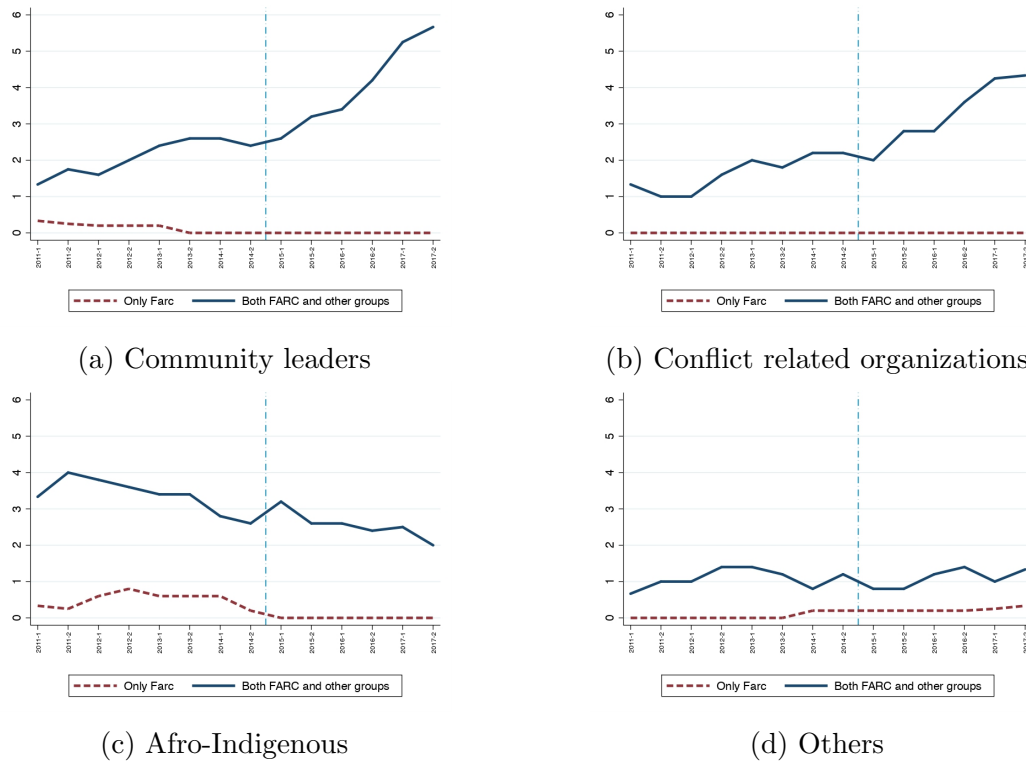 6
5
4
3
2
1
0
2011-1 2011-2 2012-1 2012-2 2013-1 2013-2 2014-1 2014-2 2015-1 2015-2 2016-1 2016-2 2017-1 2017-2
Only Farc Both FARC and other groups
(a) Community leaders
6
5
4
3
2
1
0
2011-1 2011-2 2012-1 2012-2 2013-1 2013-2 2014-1 2014-2 2015-1 2015-2 2016-1 2016-2 2017-1 2017-2
Only Farc Both FARC and other groups
(b) Conflict related organizations
6
5
4
3
2
1
0
2011-1 2011-2 2012-1 2012-2 2013-1 2013-2 2014-1 2014-2 2015-1 2015-2 2016-1 2016-2 2017-1 2017-2
Only Farc Both FARC and other groups
(c) Afro-Indigenous
6
5
4
3
2
1
0
2011-1 2011-2 2012-1 2012-2 2013-1 2013-2 2014-1 2014-2 2015-1 2015-2 2016-1 2016-2 2017-1 2017-2
Only Farc Both FARC and other groups
(d) Others